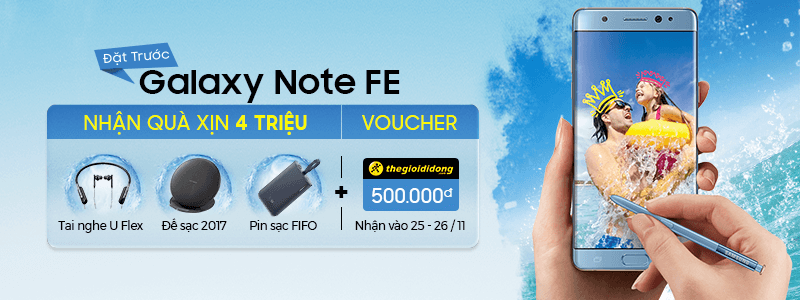 Đặt Trước
Galaxy Note FE
NHẬN QUÀ XỊN 4 TRIỆU
VOUCHER
Tai nghe U Flex
Đế sạc 2017
Pin sạc FIFO
+
thegioididong
500.000đ
Nhận vào 25 - 26 / 11
SAMSUNG